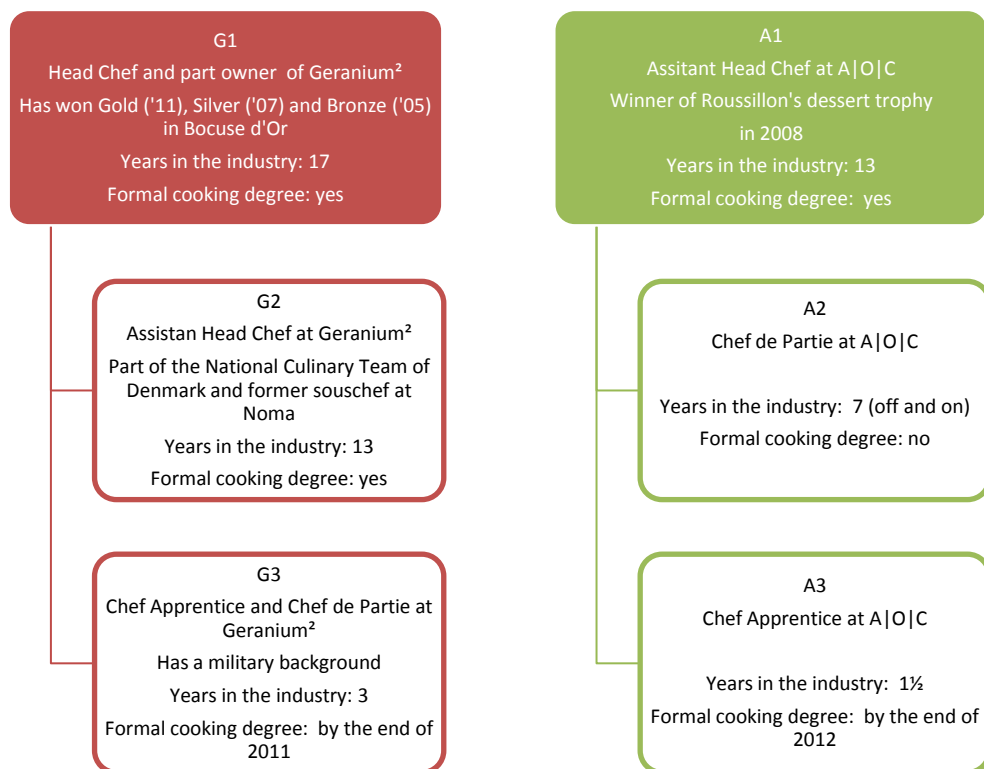 G1
Head Chef and part owner of Geranium²
Has won Gold ('11), Silver ('07) and Bronze ('05)
in Bocuse d'Or
Years in the industry: 17
Formal cooking degree: yes
G2
Assistan Head Chef at Geranium²
Part of the National Culinary Team of
Denmark and former souschef at
Noma
Years in the industry: 13
Formal cooking degree: yes
G3
Chef Apprentice and Chef de Partie at
Geranium²
Has a military background
Years in the industry: 3
Formal cooking degree: by the end of
2011
A1
Assitant Head Chef at A|O|C
Winner of Roussillon's dessert trophy
in 2008
Years in the industry: 13
Formal cooking degree: yes
A2
Chef de Partie at A|O|C
Years in the industry: 7 (off and on)
Formal cooking degree: no
A3
Chef Apprentice at A|O|C
Years in the industry: 1½
Formal cooking degree: by the end of
2012